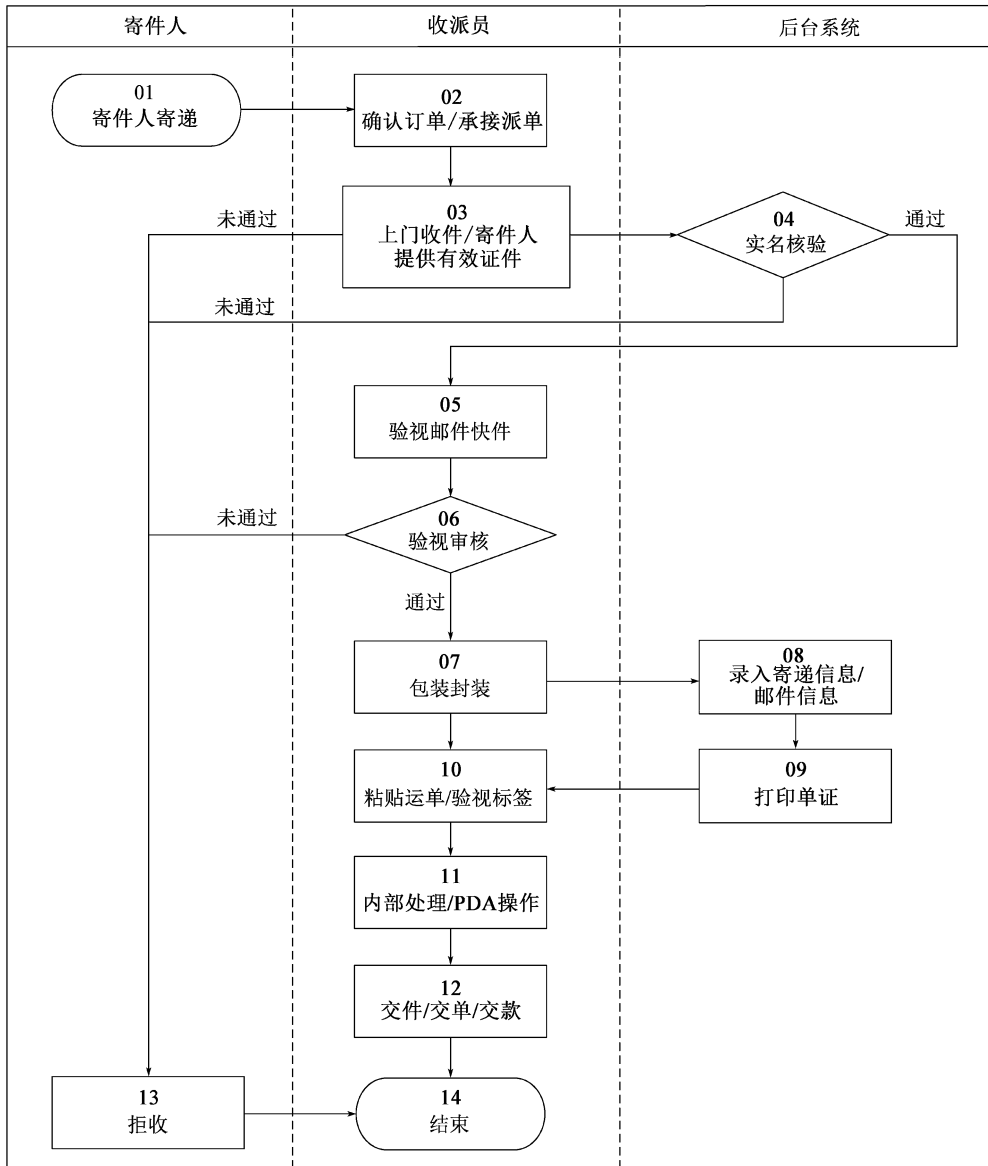 寄件人
收派员
后台系统
01
寄件人寄递
02
确认订单/承接派单
未通过
03
上门收件/寄件人
提供有效证件
04
实名核验
通过
未通过
05
验视邮件快件
未通过
06
验视审核
通过
07
包装封装
08
录入寄递信息/
邮件信息
10
粘贴运单/验视标签
09
打印单证
11
内部处理/PDA操作
12
交件/交单/交款
13
拒收
14
结束